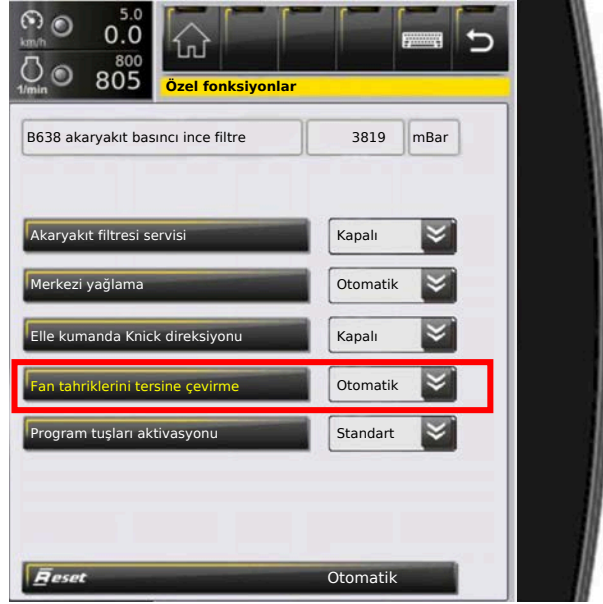 5.0
km/h 0.0
800
1/min 805
Özel fonksiyonlar
B638 akaryakıt basıncı ince filtre 3819 mBar
Akaryakıt filtresi servisi Kapalı
Merkezi yağlama Otomatik
Elle kumanda Knick direksiyonu Kapalı
Fan tahriklerini tersine çevirme Otomatik
Program tuşları aktivasyonu Standart
Reset Otomatik